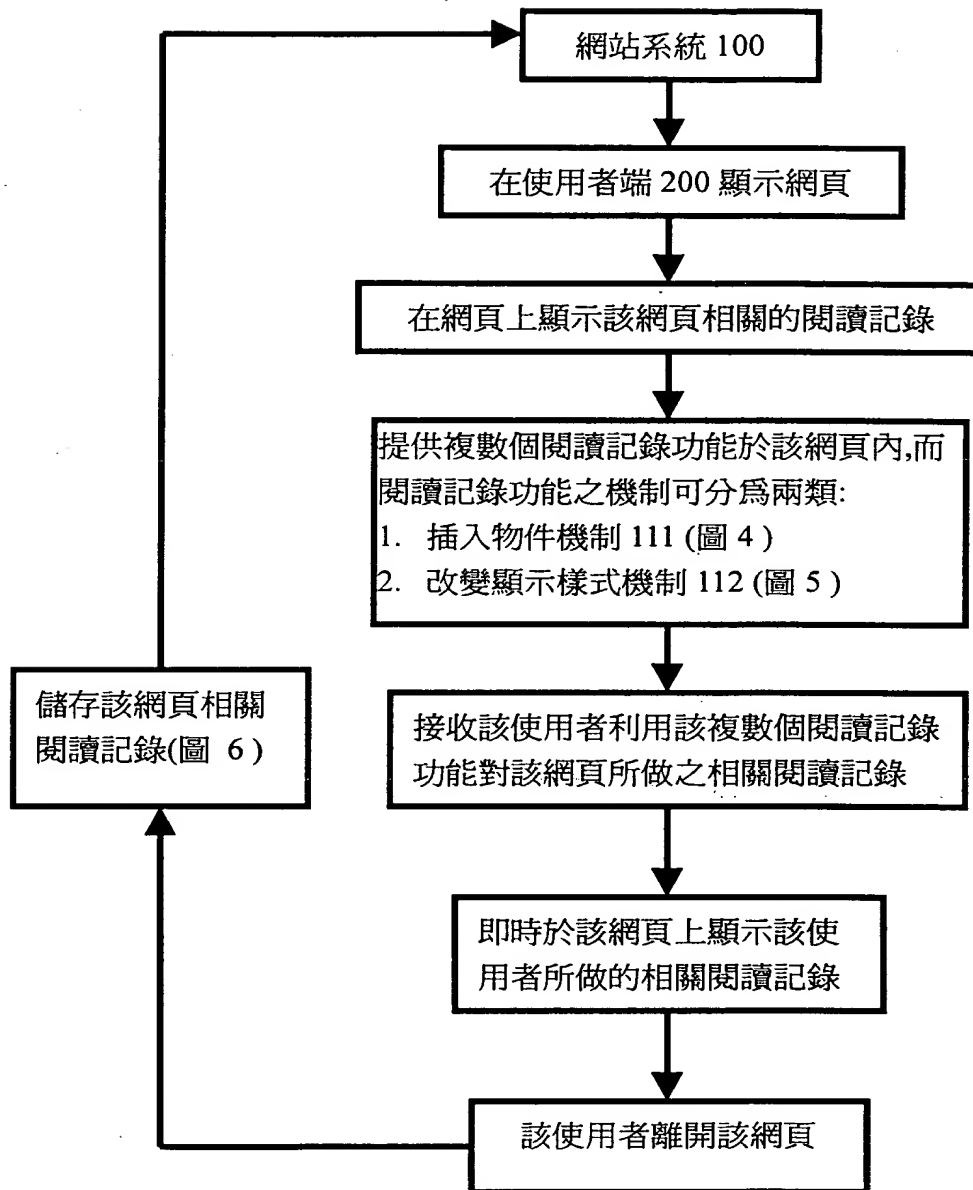 網站系統 100
在使用者端 200 顯示網頁
在網頁上顯示該網頁相關的閱讀記錄
提供複數個閱讀記錄功能於該網頁內,而
閱讀記錄功能之機制可分為兩類:
1. 插入物件機制 111 (圖 4 )
2. 改變顯示樣式機制 112 (圖 5 )
接收該使用者利用該複數個閱讀記錄
功能對該網頁所做之相關閱讀記錄
即時於該網頁上顯示該使
用者所做的相關閱讀記錄
該使用者離開該網頁
儲存該網頁相關
閱讀記錄(圖 6 )